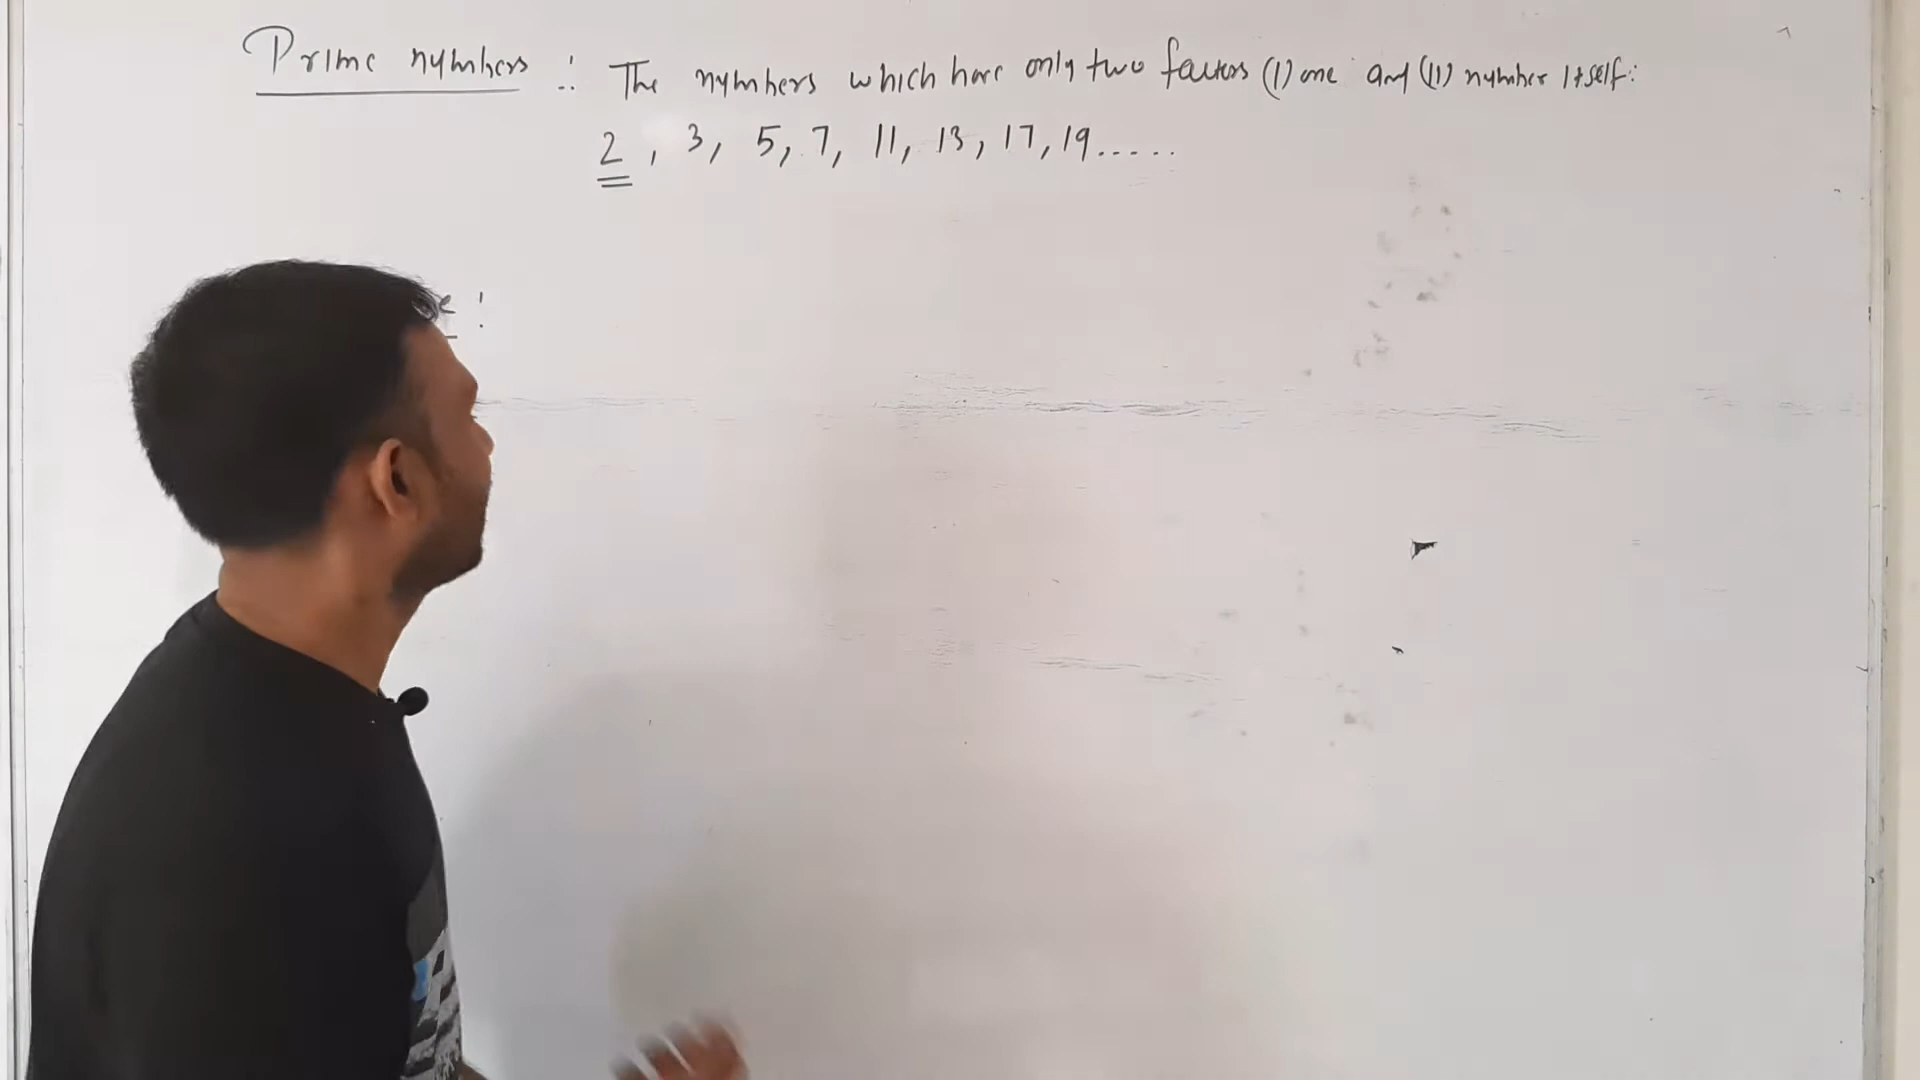 Prime numbers :- The numbers which have only two factors (i) one and (ii) number itself:
2, 3, 5, 7, 11, 13, 17, 19.....